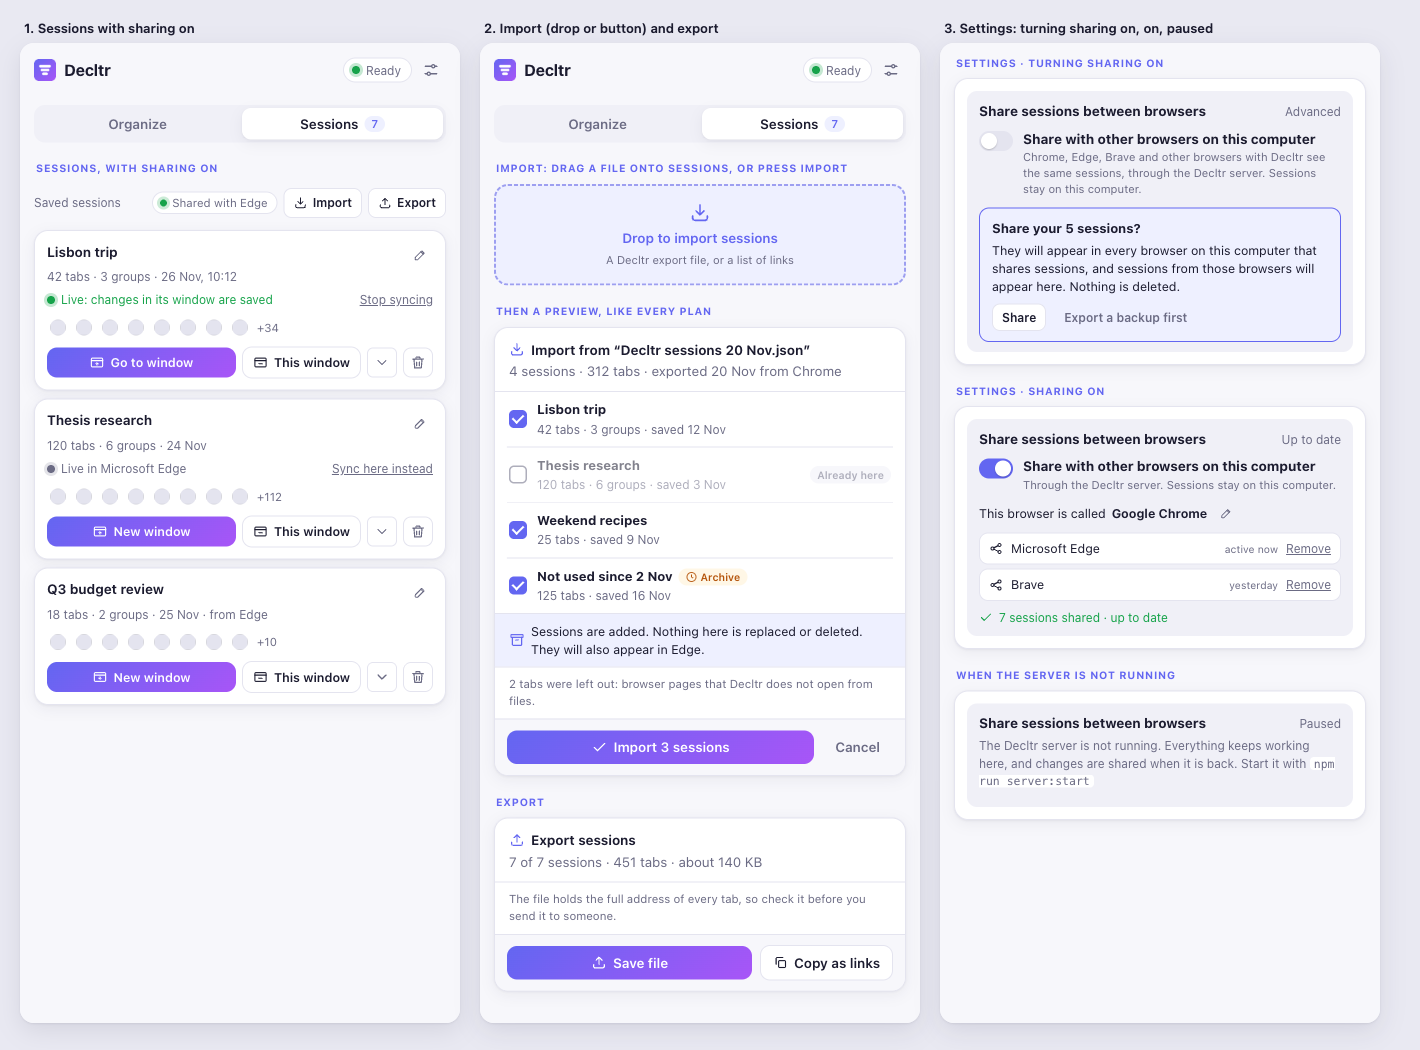 1. Sessions with sharing on
Decltr
Ready
Organize
Sessions 7
SESSIONS, WITH SHARING ON
Saved sessions
Shared with Edge
Import
Export
Lisbon trip
42 tabs · 3 groups · 26 Nov, 10:12
Live: changes in its window are saved
Stop syncing
+34
Go to window
This window
Thesis research
120 tabs · 6 groups · 24 Nov
Live in Microsoft Edge
Sync here instead
+112
New window
This window
Q3 budget review
18 tabs · 2 groups · 25 Nov · from Edge
+10
New window
This window
2. Import (drop or button) and export
Decltr
Ready
Organize
Sessions 7
IMPORT: DRAG A FILE ONTO SESSIONS, OR PRESS IMPORT
Drop to import sessions
A Decltr export file, or a list of links
THEN A PREVIEW, LIKE EVERY PLAN
Import from “Decltr sessions 20 Nov.json”
4 sessions · 312 tabs · exported 20 Nov from Chrome
Lisbon trip
42 tabs · 3 groups · saved 12 Nov
Thesis research
120 tabs · 6 groups · saved 3 Nov
Already here
Weekend recipes
25 tabs · saved 9 Nov
Not used since 2 Nov
Archive
125 tabs · saved 16 Nov
Sessions are added. Nothing here is replaced or deleted.
They will also appear in Edge.
2 tabs were left out: browser pages that Decltr does not open from
files.
Import 3 sessions
Cancel
EXPORT
Export sessions
7 of 7 sessions · 451 tabs · about 140 KB
The file holds the full address of every tab, so check it before you
send it to someone.
Save file
Copy as links
3. Settings: turning sharing on, on, paused
SETTINGS · TURNING SHARING ON
Share sessions between browsers
Advanced
Share with other browsers on this computer
Chrome, Edge, Brave and other browsers with Decltr see
the same sessions, through the Decltr server. Sessions
stay on this computer.
Share your 5 sessions?
They will appear in every browser on this computer that
shares sessions, and sessions from those browsers will
appear here. Nothing is deleted.
Share
Export a backup first
SETTINGS · SHARING ON
Share sessions between browsers
Up to date
Share with other browsers on this computer
Through the Decltr server. Sessions stay on this computer.
This browser is called Google Chrome
Microsoft Edge
active now
Remove
Brave
yesterday
Remove
7 sessions shared · up to date
WHEN THE SERVER IS NOT RUNNING
Share sessions between browsers
Paused
The Decltr server is not running. Everything keeps working
here, and changes are shared when it is back. Start it with npm
run server:start